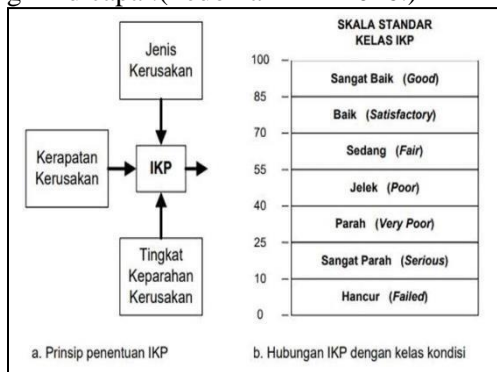 Jenis
Kerusakan
Kerapatan
Kerusakan
IKP
Tingkat
Keparahan
Kerusakan
a. Prinsip penentuan IKP
SKALA STANDAR
KELAS IKP
100
Sangat Baik (Good)
85
Baik (Satisfactory)
70
Sedang (Fair)
55
Jelek (Poor)
40
Parah (Very Poor)
25
Sangat Parah (Serious)
10
Hancur (Failed)
0
b. Hubungan IKP dengan kelas kondisi